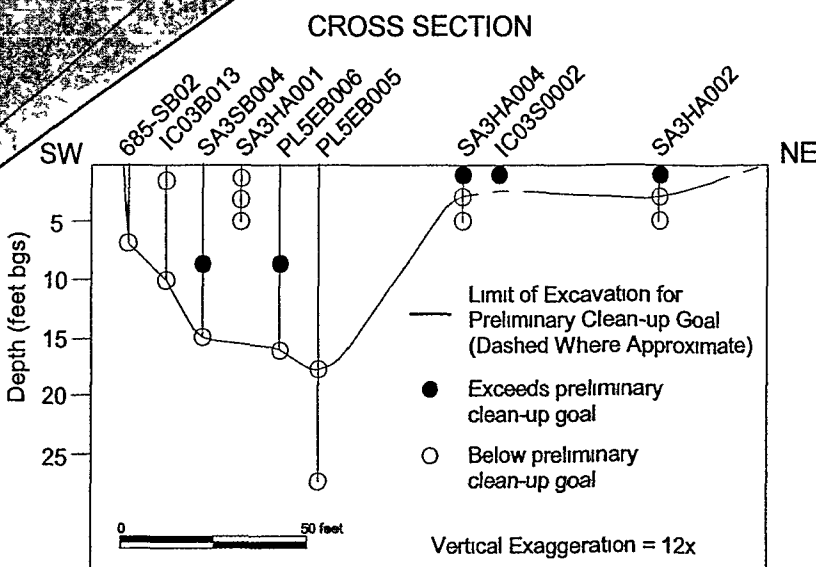 CROSS SECTION
685-SB02
IC03B013
SA3SB004
SA3HA001
PL5EB006
PL5EB005
SA3HA004
IC03S0002
SA3HA002
SW
NE
Depth (feet bgs)
5
10
15
20
25
Limit of Excavation for
Preliminary Clean-up Goal
(Dashed Where Approximate)
Exceeds preliminary
clean-up goal
Below preliminary
clean-up goal
0
50 feet
Vertical Exaggeration = 12x